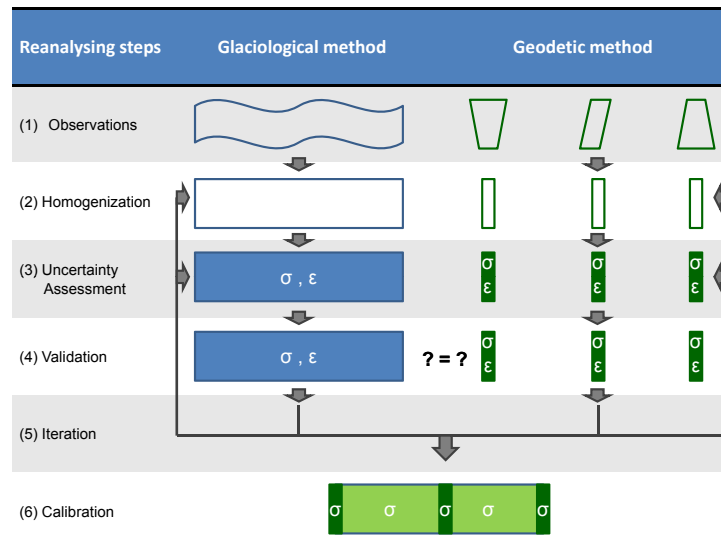 Reanalysing steps
Glaciological method
Geodetic method
(1) Observations
(2) Homogenization
(3) Uncertainty
Assessment
σ , ε
σ
ε
σ
ε
σ
ε
(4) Validation
σ , ε
? = ?
σ
ε
σ
ε
σ
ε
(5) Iteration
(6) Calibration
σ
σ
σ
σ
σ